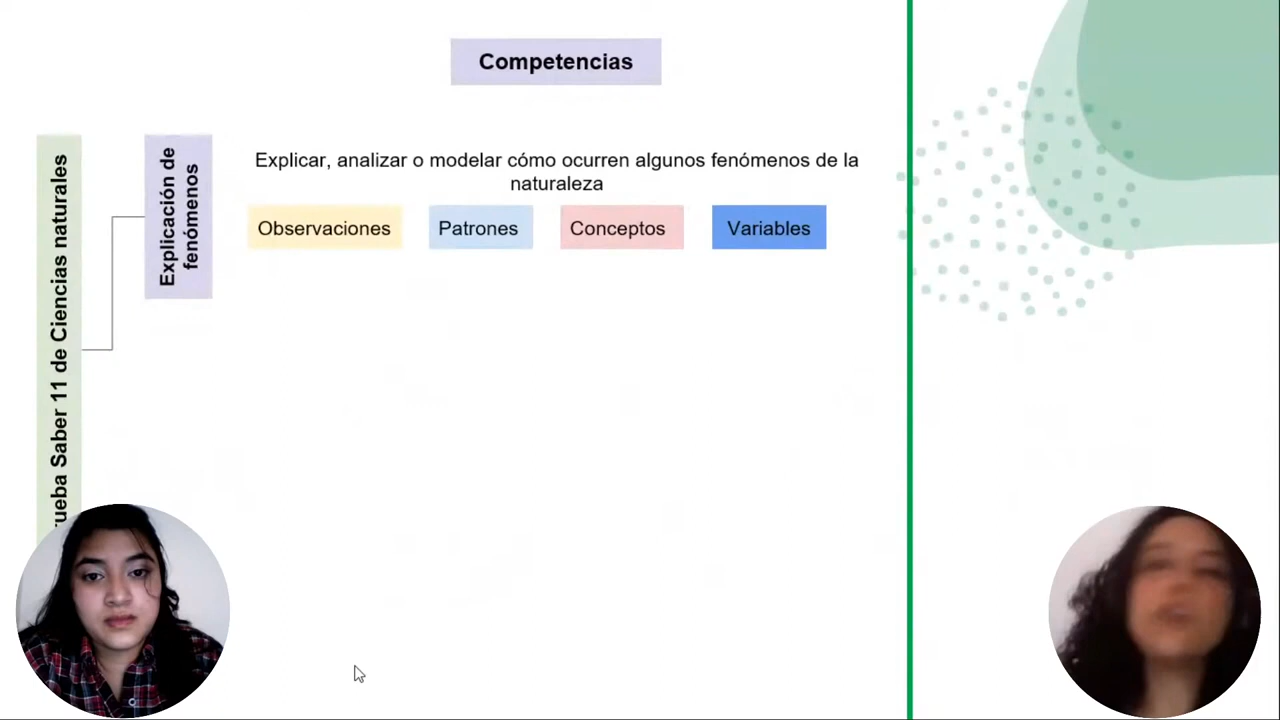 Competencias
Prueba Saber 11 de Ciencias naturales
Explicación de
fenómenos
Explicar, analizar o modelar cómo ocurren algunos fenómenos de la
naturaleza
Observaciones
Patrones
Conceptos
Variables